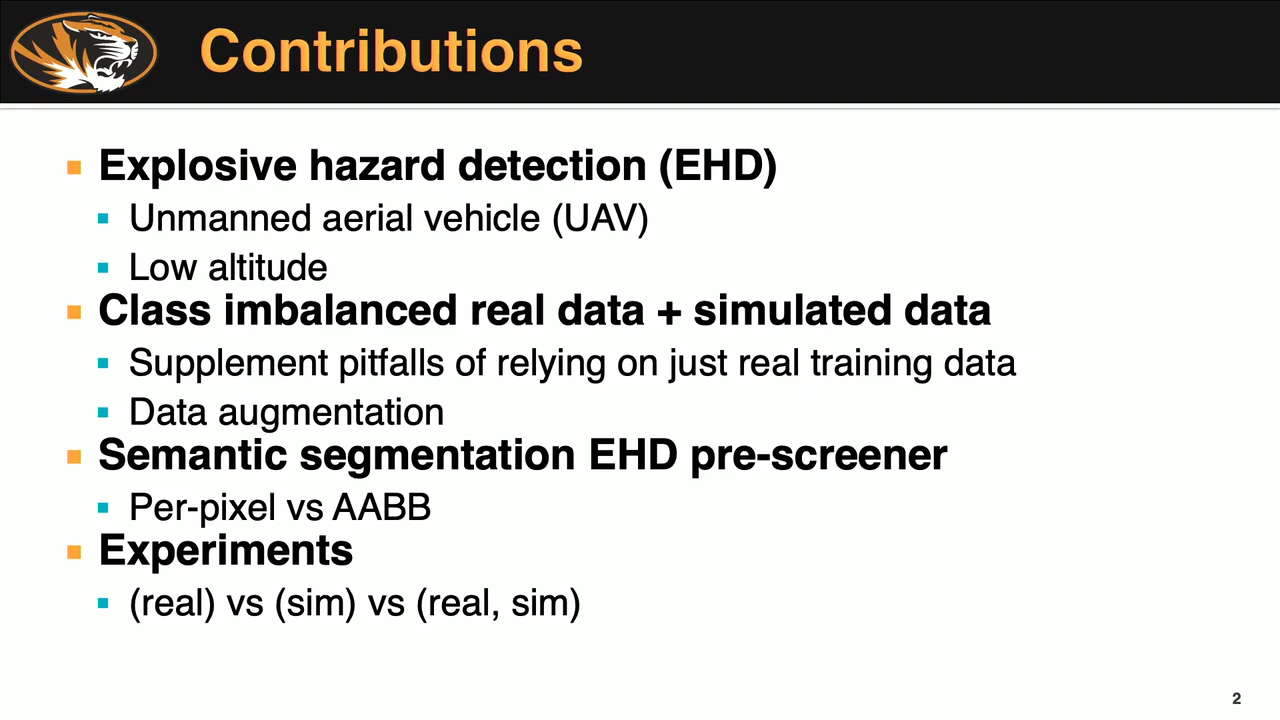 Contributions
Explosive hazard detection (EHD)
Unmanned aerial vehicle (UAV)
Low altitude
Class imbalanced real data + simulated data
Supplement pitfalls of relying on just real training data
Data augmentation
Semantic segmentation EHD pre-screener
Per-pixel vs AABB
Experiments
(real) vs (sim) vs (real, sim)
2